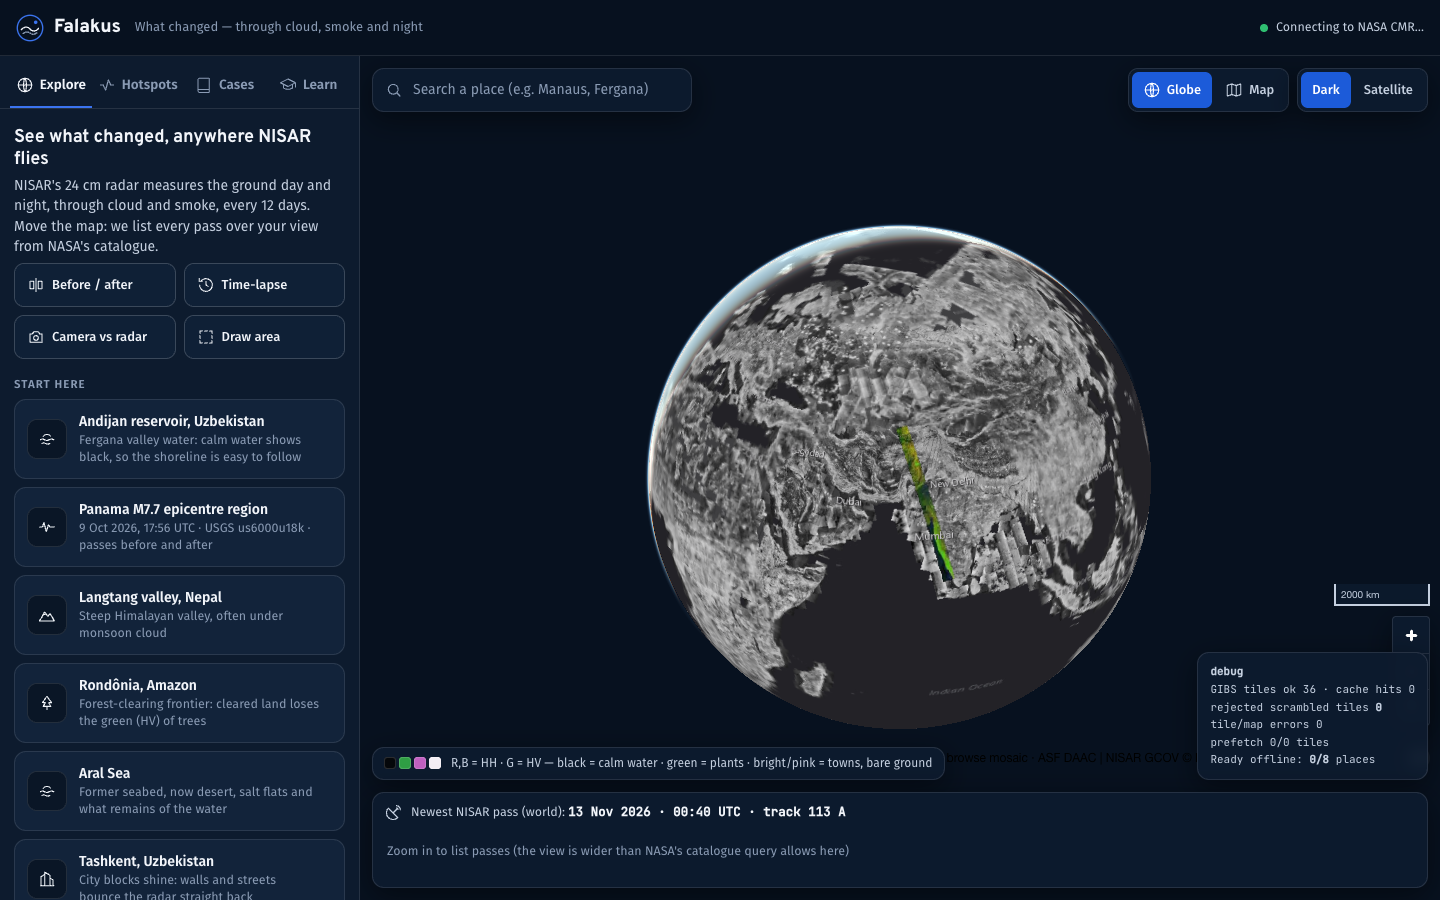 Falakus
What changed — through cloud, smoke and night
Connecting to NASA CMR...
Explore
Hotspots
Cases
Learn
Search a place (e.g. Manaus, Fergana)
Globe
Map
Dark
Satellite
See what changed, anywhere NISAR
flies
NISAR's 24 cm radar measures the ground day and
night, through cloud and smoke, every 12 days.
Move the map: we list every pass over your view
from NASA's catalogue.
Before / after
Time-lapse
Camera vs radar
Draw area
START HERE
Andijan reservoir, Uzbekistan
Fergana valley water: calm water shows
black, so the shoreline is easy to follow
Panama M7.7 epicentre region
9 Oct 2026, 17:56 UTC · USGS us6000u18k ·
passes before and after
Langtang valley, Nepal
Steep Himalayan valley, often under
monsoon cloud
Rondônia, Amazon
Forest-clearing frontier: cleared land loses
the green (HV) of trees
Aral Sea
Former seabed, now desert, salt flats and
what remains of the water
Tashkent, Uzbekistan
City blocks shine: walls and streets
bounce the radar straight back
New Delhi
Dubai
Mumbai
Indian Ocean
2000 km
+
debug
GIBS tiles ok 36 · cache hits 0
rejected scrambled tiles 0
tile/map errors 0
prefetch 0/0 tiles
Ready offline: 0/8 places
R,B = HH · G = HV — black = calm water · green = plants · bright/pink = towns, bare ground
browse mosaic · ASF DAAC | NISAR GCOV ©
Newest NISAR pass (world): 13 Nov 2026 · 00:40 UTC · track 113 A
Zoom in to list passes (the view is wider than NASA's catalogue query allows here)